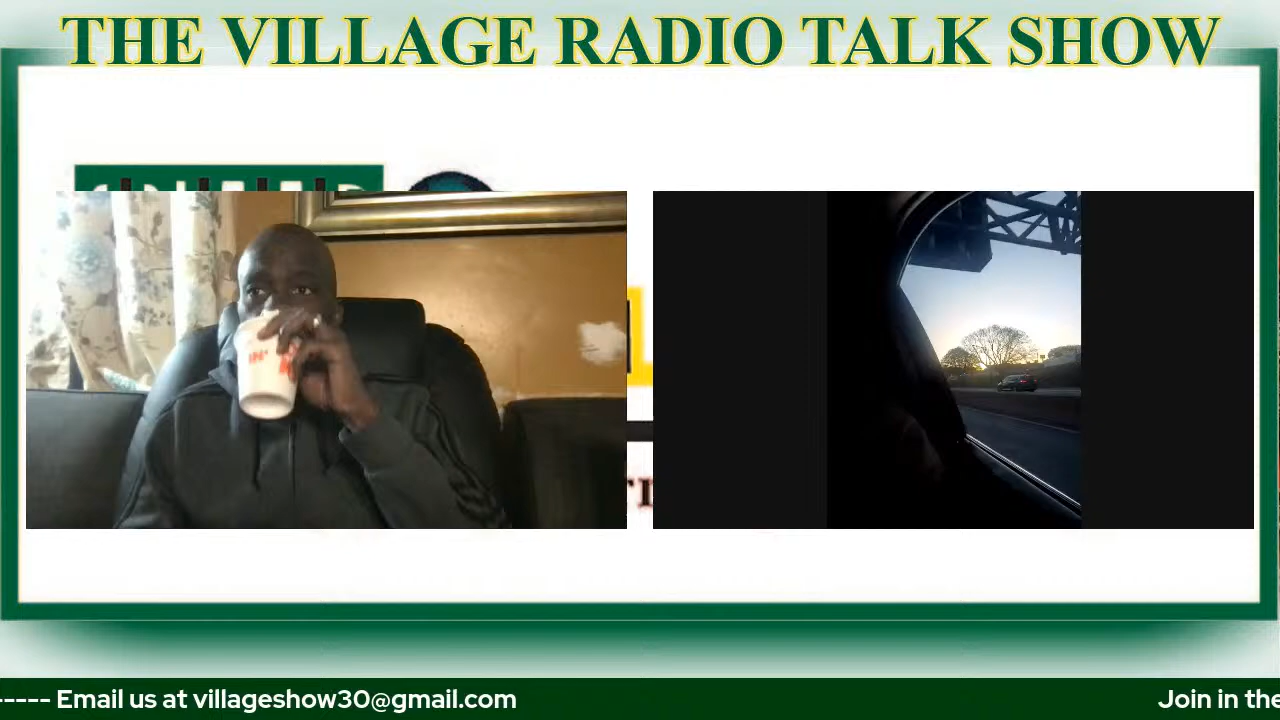 THE VILLAGE RADIO TALK SHOW
----- Email us at villageshow30@gmail.com
Join in the